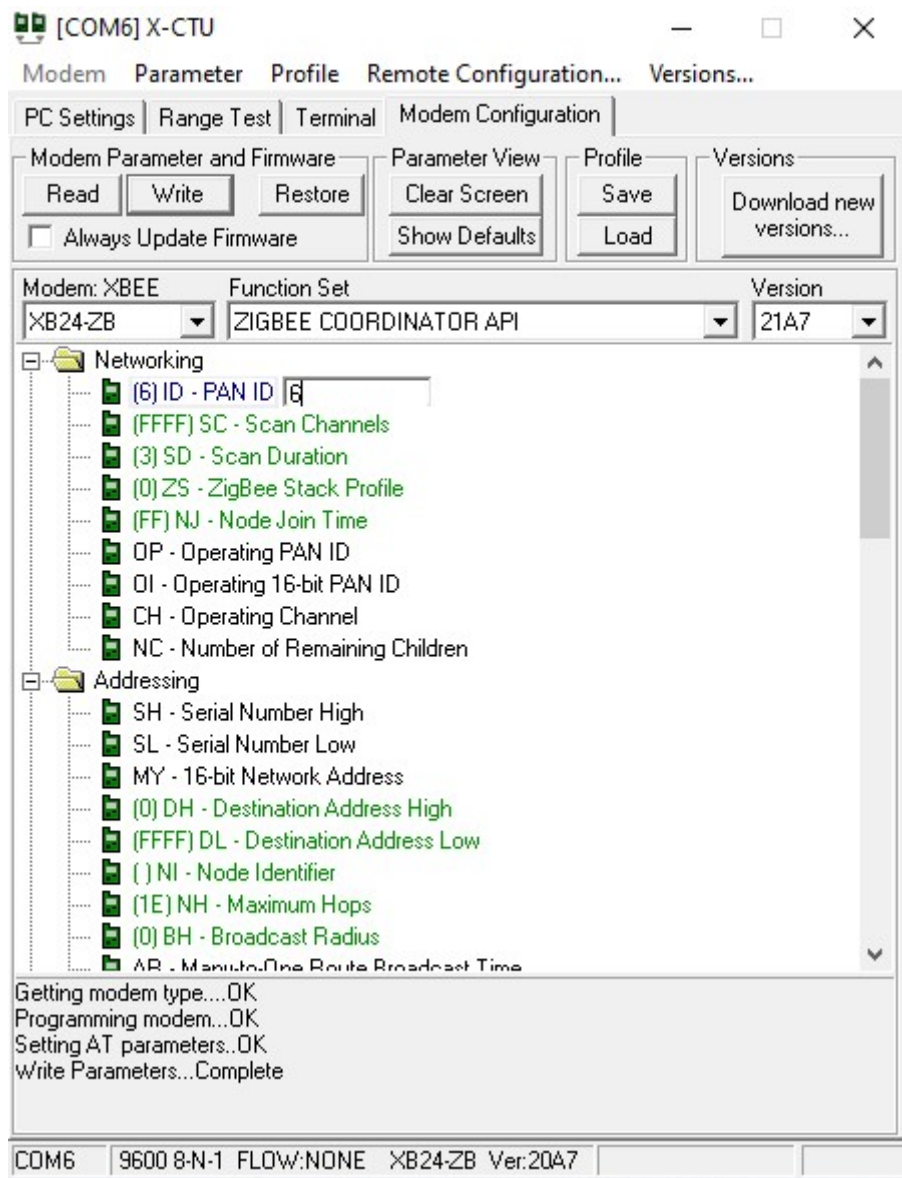 [COM6] X-CTU
Modem Parameter Profile Remote Configuration... Versions...
PC Settings Range Test Terminal Modem Configuration
Modem Parameter and Firmware Parameter View Profile Versions
Read Write Restore Clear Screen Save Download new versions...
Always Update Firmware Show Defaults Load
Modem: XBEE Function Set Version
XB24-ZB ZIGBEE COORDINATOR API 21A7
Networking
(6) ID - PAN ID 6
(FFFF) SC - Scan Channels
(3) SD - Scan Duration
(0) ZS - ZigBee Stack Profile
(FF) NJ - Node Join Time
OP - Operating PAN ID
OI - Operating 16-bit PAN ID
CH - Operating Channel
NC - Number of Remaining Children
Addressing
SH - Serial Number High
SL - Serial Number Low
MY - 16-bit Network Address
(0) DH - Destination Address High
(FFFF) DL - Destination Address Low
( ) NI - Node Identifier
(1E) NH - Maximum Hops
(0) BH - Broadcast Radius
AR - Many-to-One Route Broadcast Time
Getting modem type....OK
Programming modem...OK
Setting AT parameters..OK
Write Parameters...Complete
COM6 9600 8-N-1 FLOW:NONE XB24-ZB Ver:20A7